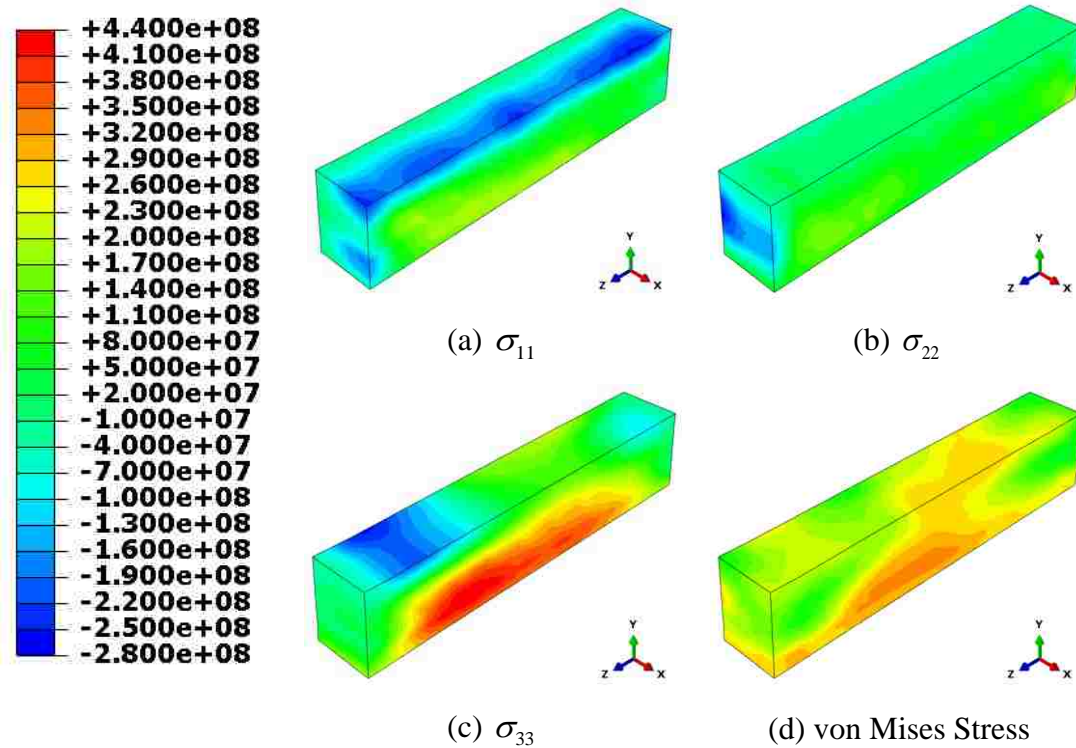 +4.400e+08
+4.100e+08
+3.800e+08
+3.500e+08
+3.200e+08
+2.900e+08
+2.600e+08
+2.300e+08
+2.000e+08
+1.700e+08
+1.400e+08
+1.100e+08
+8.000e+07
+5.000e+07
+2.000e+07
-1.000e+07
-4.000e+07
-7.000e+07
-1.000e+08
-1.300e+08
-1.600e+08
-1.900e+08
-2.200e+08
-2.500e+08
-2.800e+08
Y
Z X
(a) σ11
Y
Z X
(b) σ22
Y
Z X
(c) σ33
Y
Z X
(d) von Mises Stress